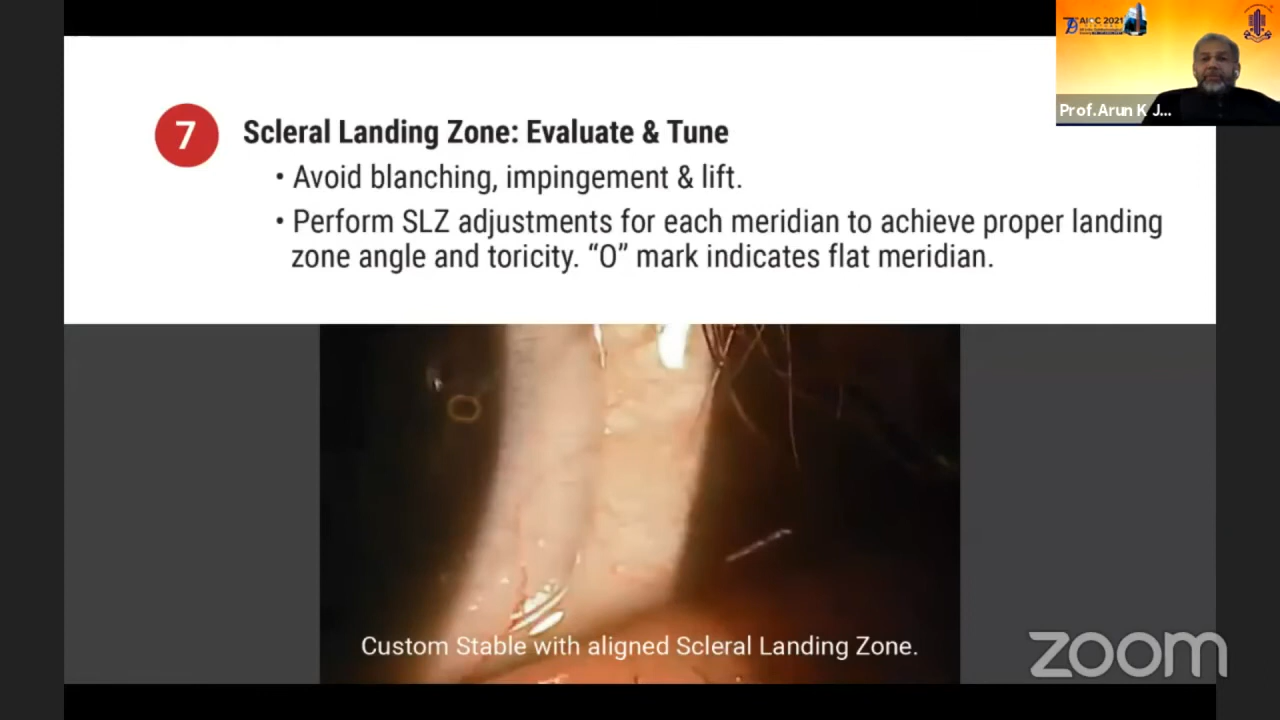 AIOC 2021
Prof.Arun K J...
7
Scleral Landing Zone: Evaluate & Tune
• Avoid blanching, impingement & lift.
• Perform SLZ adjustments for each meridian to achieve proper landing
zone angle and toricity. “O” mark indicates flat meridian.
Custom Stable with aligned Scleral Landing Zone.
zoom